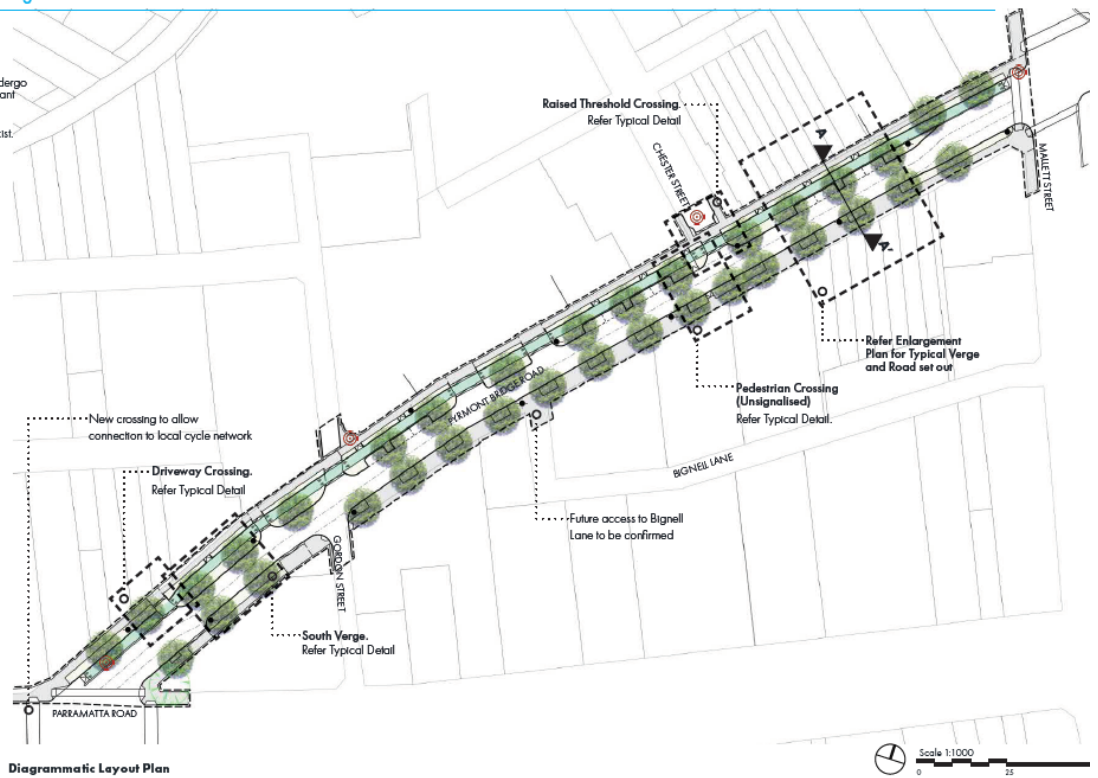 dergo
ant
ist.
Raised Threshold Crossing.
Refer Typical Detail
CHESTER STREET
A
A'
MALLETT STREET
Refer Enlargement
Plan for Typical Verge
and Road set out
Pedestrian Crossing
(Unsignalised)
Refer Typical Detail.
PYRMONT BRIDGE ROAD
BIGNELL LANE
New crossing to allow
connection to local cycle network
Driveway Crossing.
Refer Typical Detail
Future access to Bignell
Lane to be confirmed
GORDON STREET
South Verge.
Refer Typical Detail
PARRAMATTA ROAD
Diagrammatic Layout Plan
Scale 1:1000
0
25